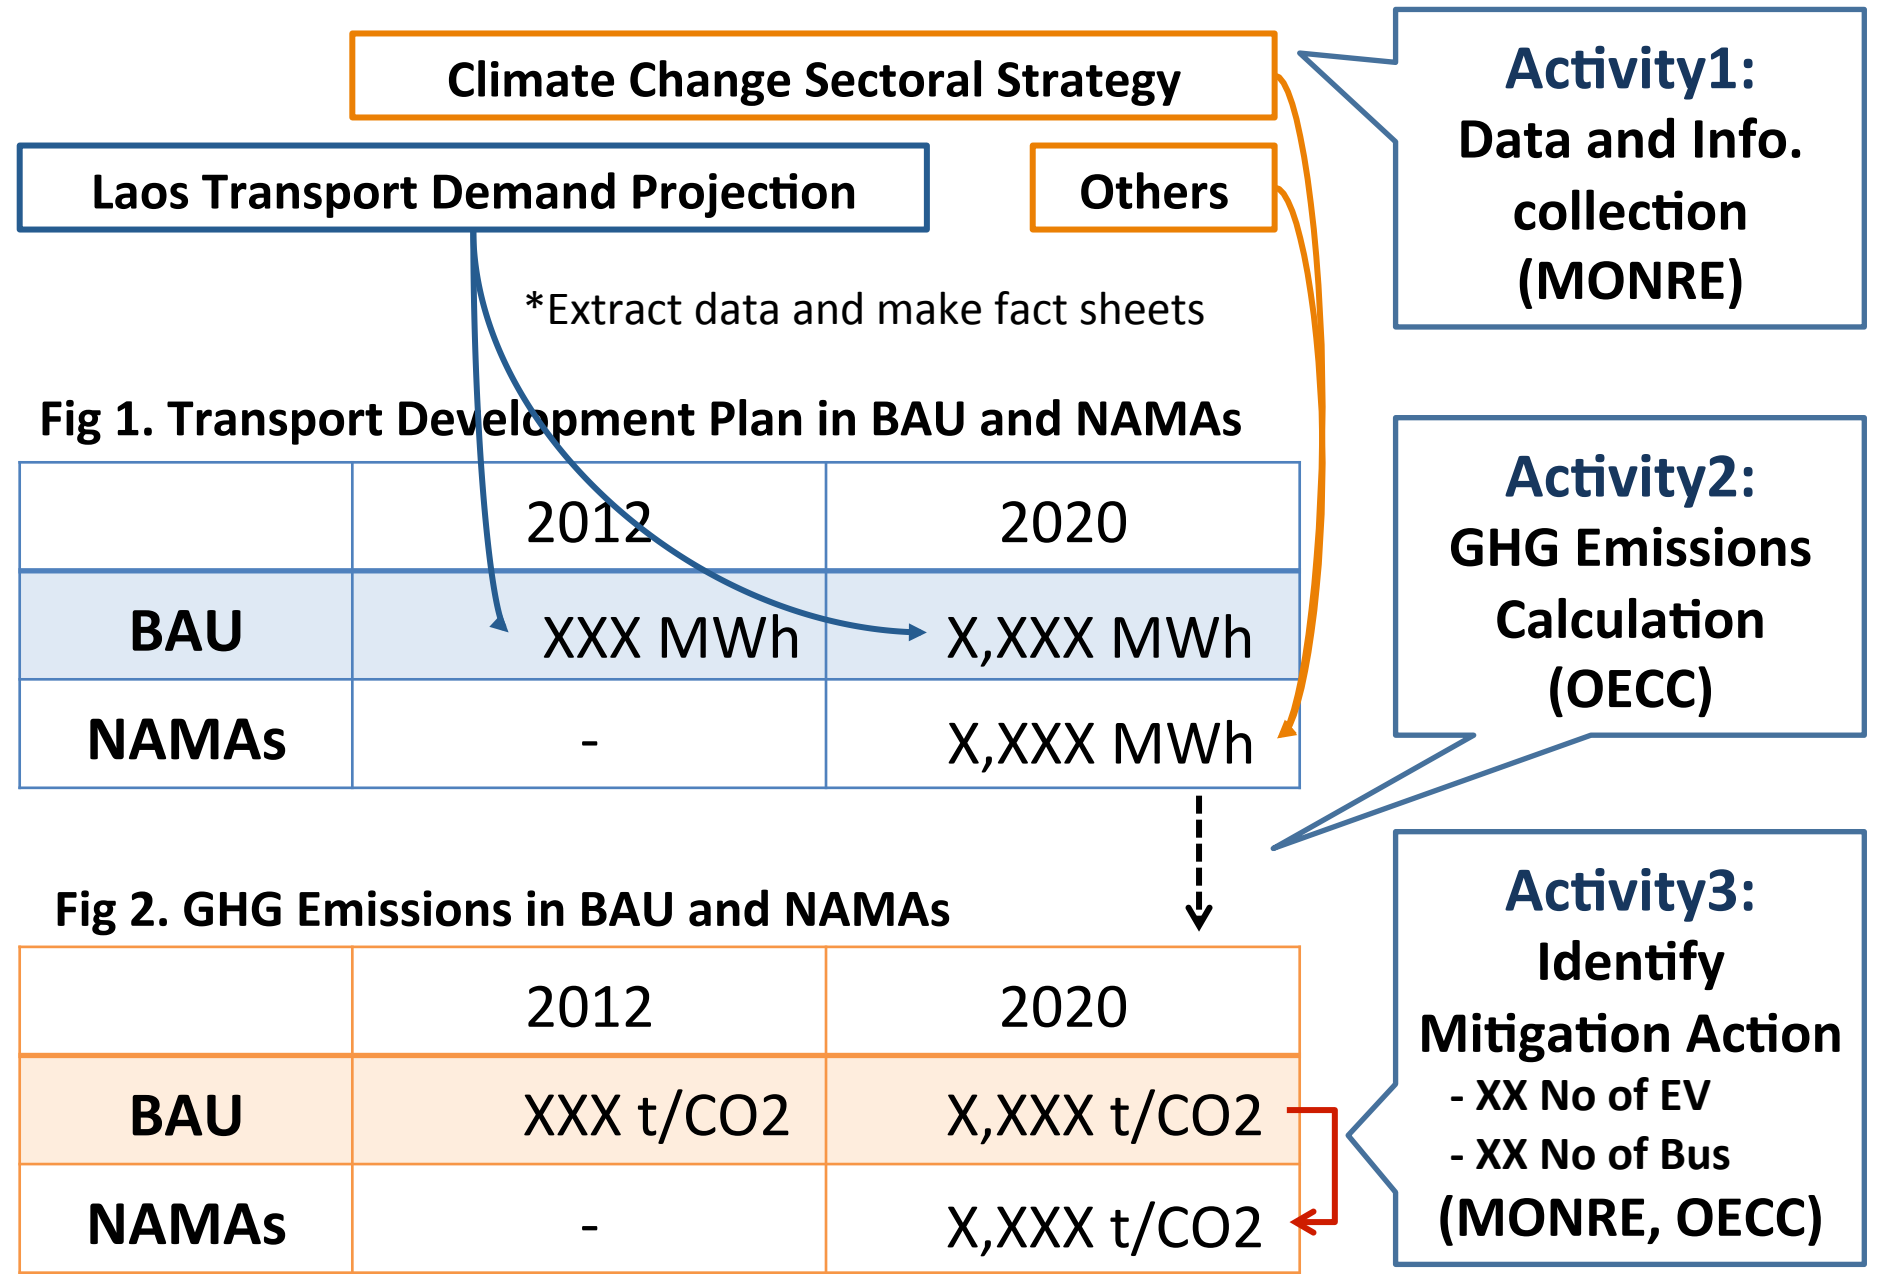 Climate Change Sectoral Strategy
Laos Transport Demand Projection
Others
*Extract data and make fact sheets
Activity1:
Data and Info.
collection
(MONRE)
Fig 1. Transport Development Plan in BAU and NAMAs
2012 2020
BAU XXX MWh X,XXX MWh
NAMAs - X,XXX MWh
Activity2:
GHG Emissions
Calculation
(OECC)
Fig 2. GHG Emissions in BAU and NAMAs
2012 2020
BAU XXX t/CO2 X,XXX t/CO2
NAMAs - X,XXX t/CO2
Activity3:
Identify
Mitigation Action
- XX No of EV
- XX No of Bus
(MONRE, OECC)